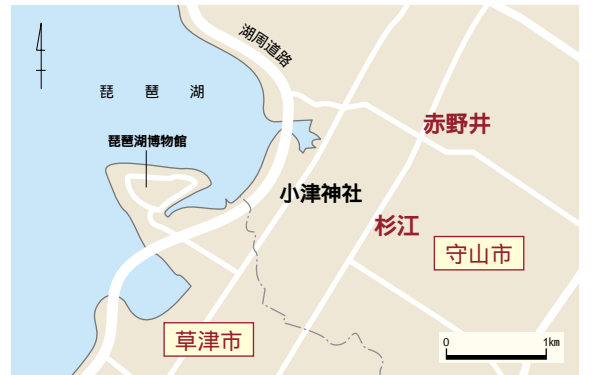 湖周道路
琵琶湖
赤野井
琵琶湖博物館
小津神社
杉江
守山市
草津市
0 1km